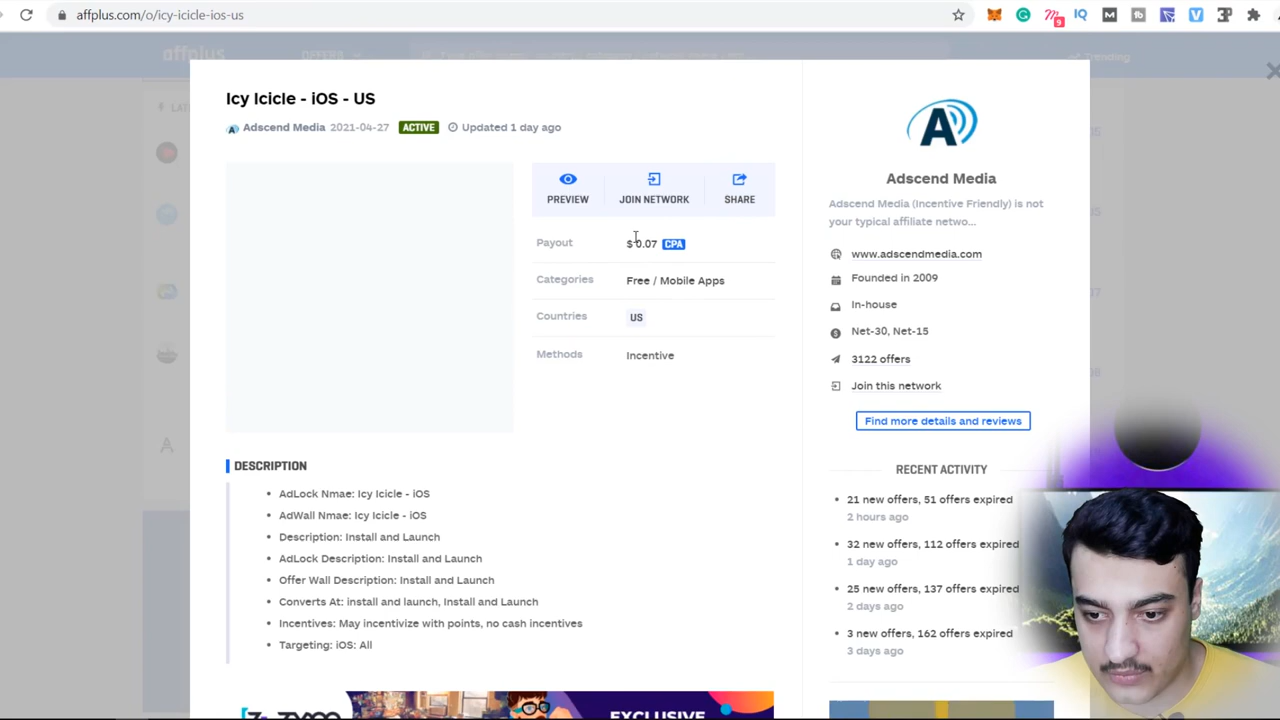 affplus.com/o/icy-icicle-ios-us
9
affplus
OFFERS
Trending
Icy Icicle - iOS - US
Adscend Media 2021-04-27 ACTIVE Updated 1 day ago
PREVIEW JOIN NETWORK SHARE
Payout $ 0.07 CPA
Categories Free / Mobile Apps
Countries US
Methods Incentive
DESCRIPTION
AdLock Nmae: Icy Icicle - iOS
AdWall Nmae: Icy Icicle - iOS
Description: Install and Launch
AdLock Description: Install and Launch
Offer Wall Description: Install and Launch
Converts At: install and launch, Install and Launch
Incentives: May incentivize with points, no cash incentives
Targeting: iOS: All
EXCLUSIVE
A
Adscend Media
Adscend Media (Incentive Friendly) is not
your typical affiliate netwo...
www.adscendmedia.com
Founded in 2009
In-house
Net-30, Net-15
3122 offers
Join this network
Find more details and reviews
RECENT ACTIVITY
21 new offers, 51 offers expired
2 hours ago
32 new offers, 112 offers expired
1 day ago
25 new offers, 137 offers expired
2 days ago
3 new offers, 162 offers expired
3 days ago